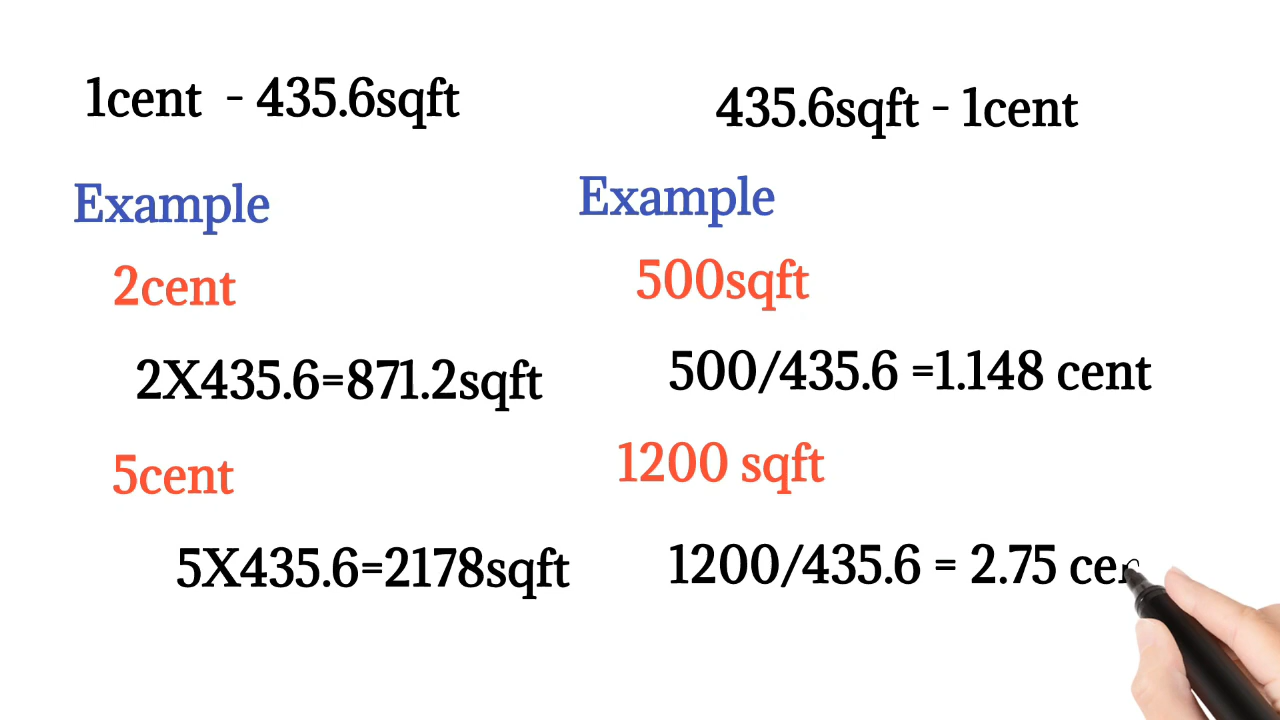 1cent - 435.6sqft
Example
2cent
2X435.6=871.2sqft
5cent
5X435.6=2178sqft
435.6sqft - 1cent
Example
500sqft
500/435.6 =1.148 cent
1200 sqft
1200/435.6 = 2.75